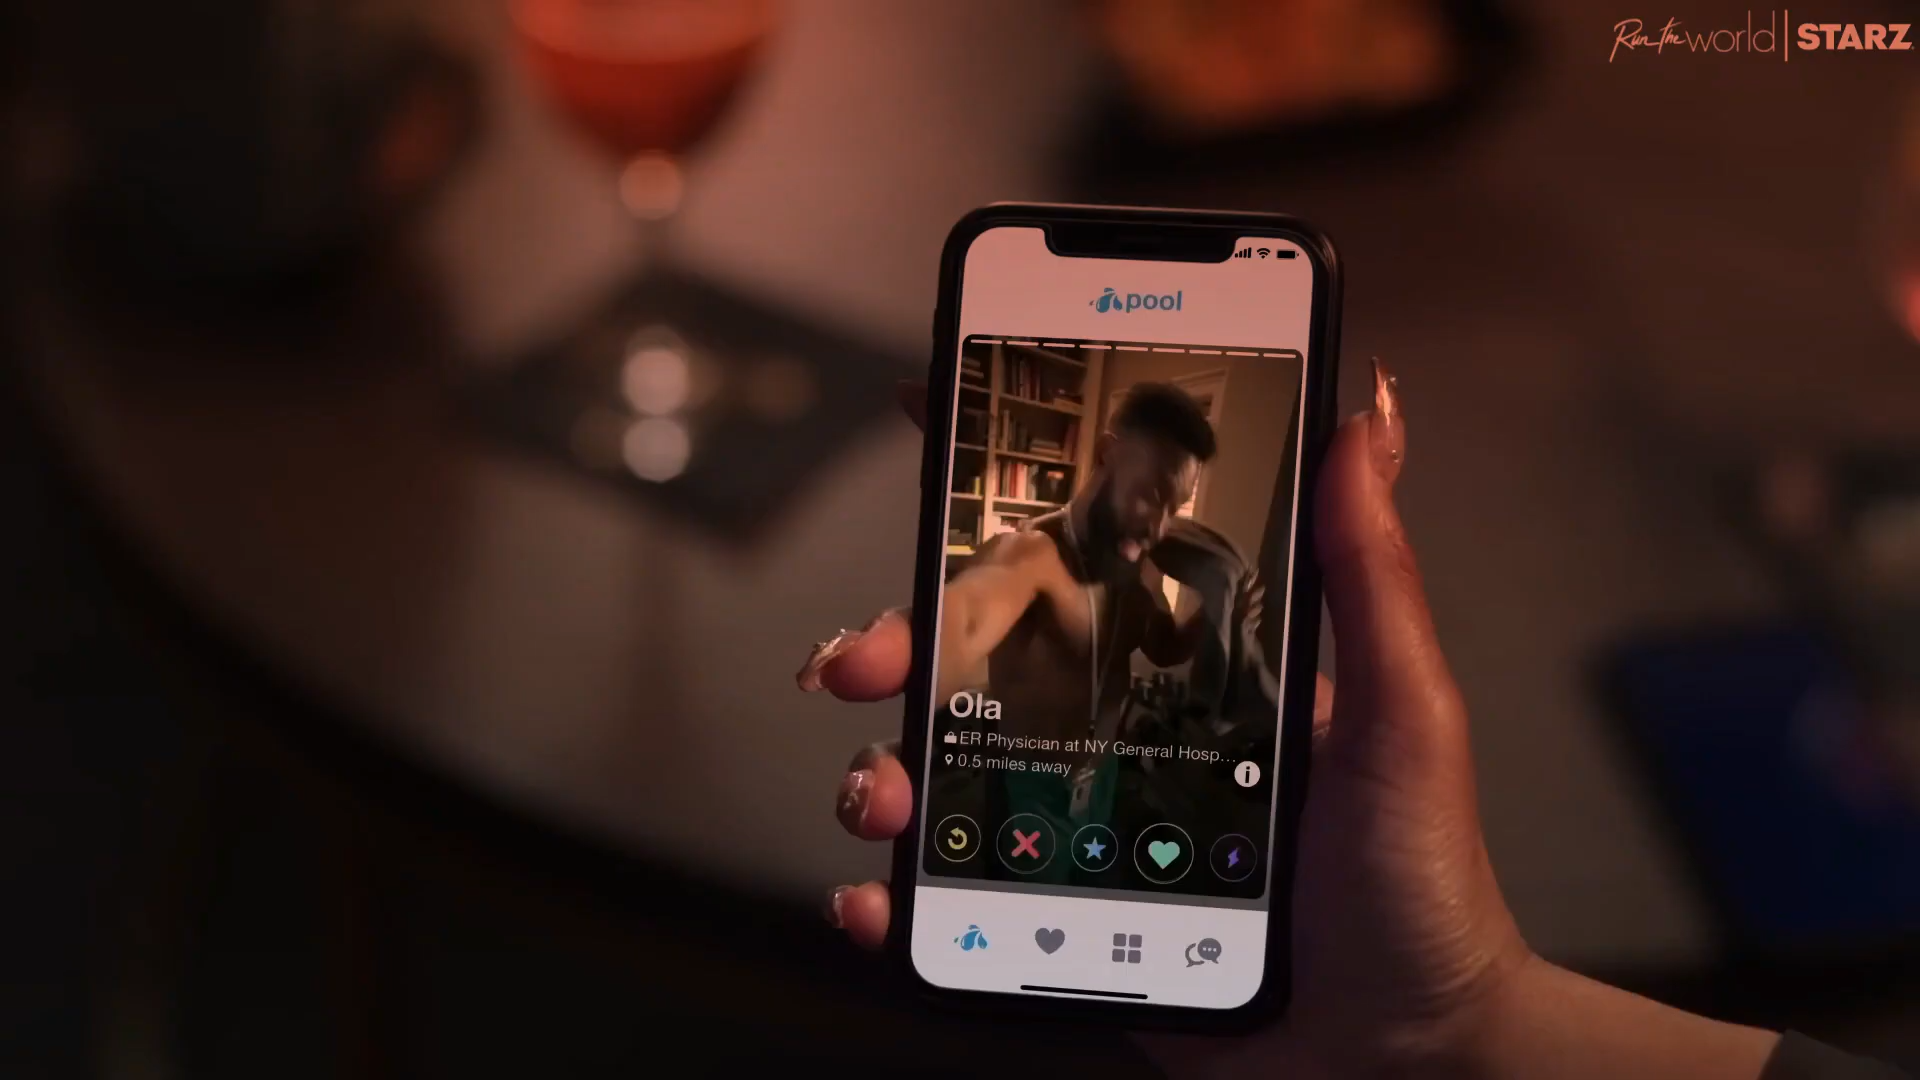 Run the world | STARZ
pool
Ola
ER Physician at NY General Hosp...
0.5 miles away